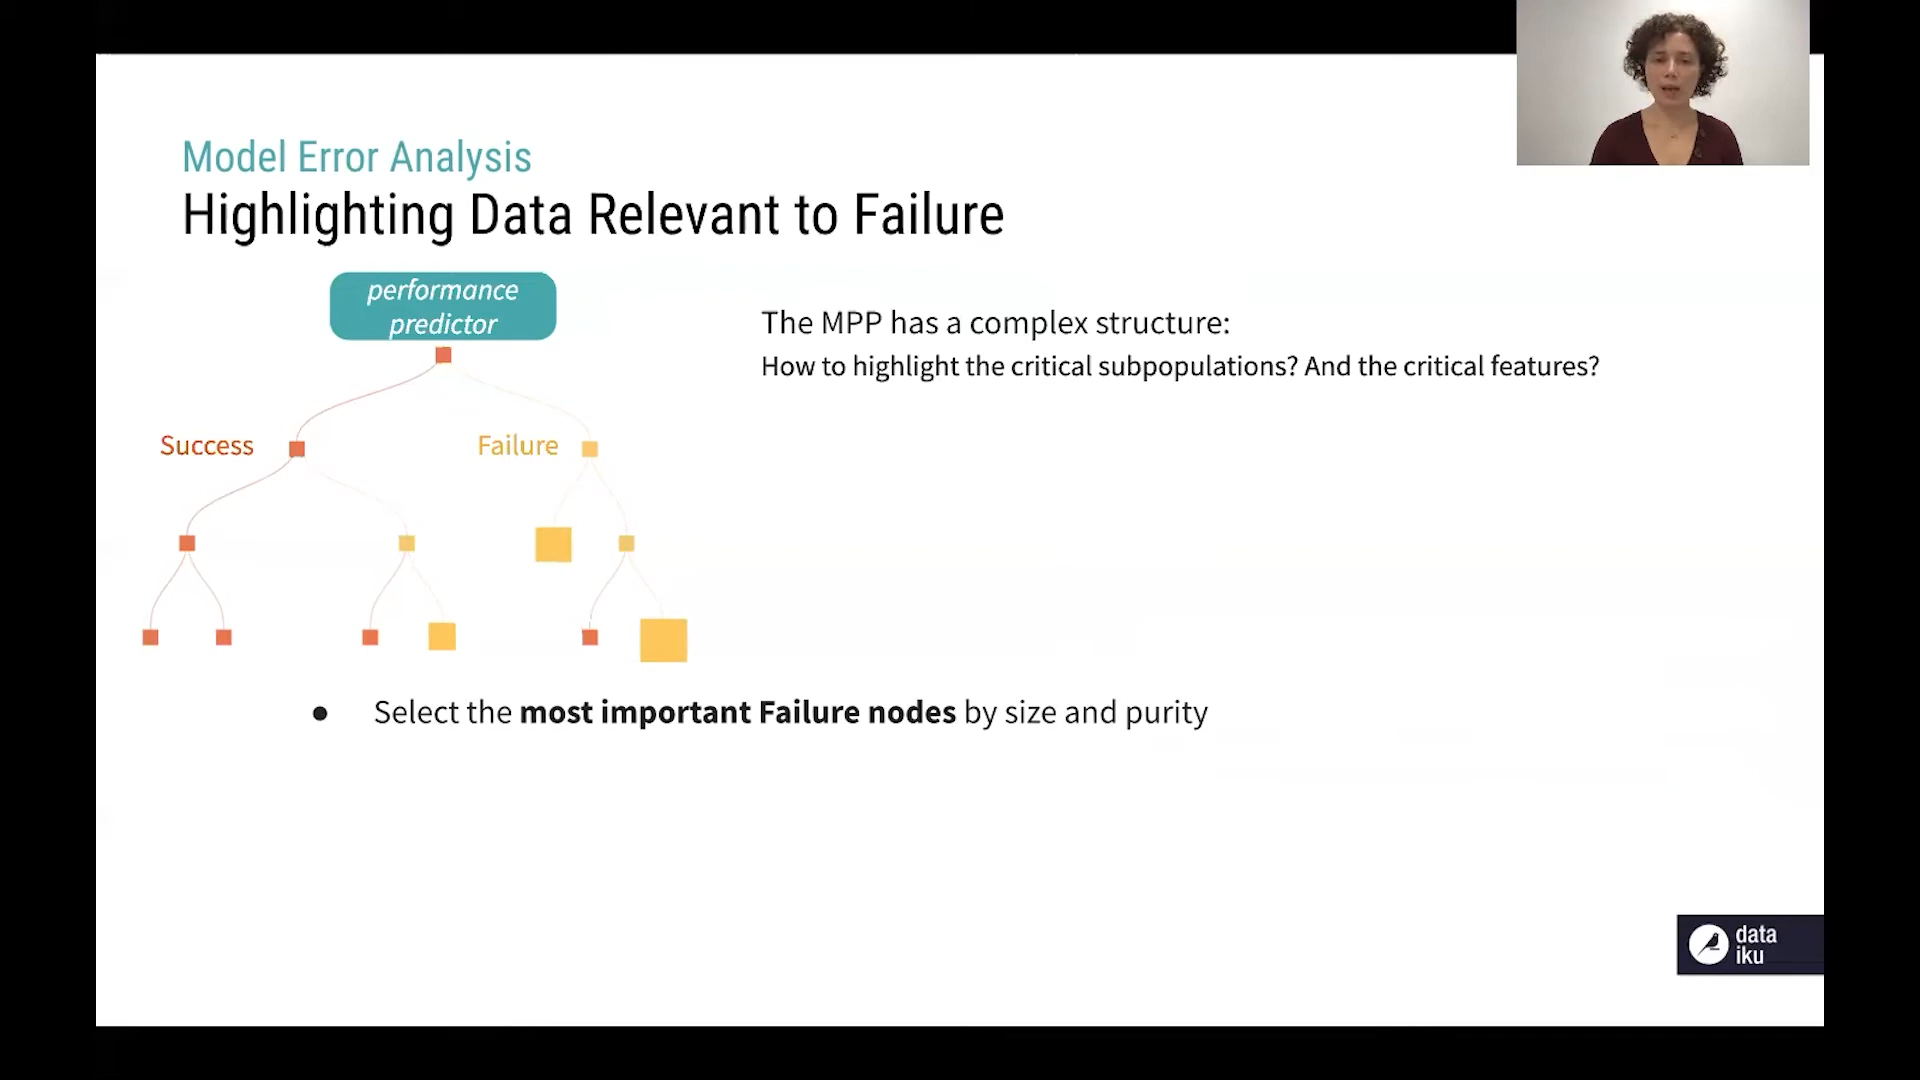 Model Error Analysis
Highlighting Data Relevant to Failure
performance
predictor
The MPP has a complex structure:
How to highlight the critical subpopulations? And the critical features?
Success
Failure
● Select the most important Failure nodes by size and purity
data
iku